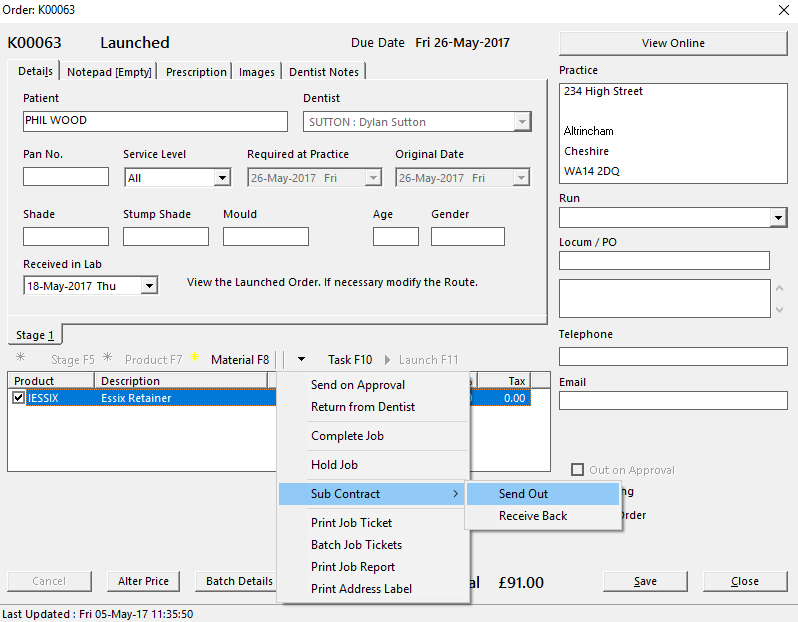 Order: K00063
K00063 Launched Due Date Fri 26-May-2017 View Online
Details Notepad [Empty] Prescription Images Dentist Notes
Practice
234 High Street
Altrincham
Cheshire
WA14 2DQ
Patient Dentist
PHIL WOOD SUTTON : Dylan Sutton
Pan No. Service Level Required at Practice Original Date
All 26-May-2017 Fri 26-May-2017 Fri
Run
Shade Stump Shade Mould Age Gender
Locum / PO
Received in Lab
18-May-2017 Thu View the Launched Order. If necessary modify the Route.
Telephone
Email
Stage 1
Stage F5 Product F7 Material F8 Task F10 Launch F11
Product Description Tax
IESSIX Essix Retainer 0.00
Send on Approval
Return from Dentist
Complete Job
Hold Job
Sub Contract
Send Out
Receive Back
Print Job Ticket
Batch Job Tickets
Print Job Report
Print Address Label
Out on Approval
ng
Order
Cancel Alter Price Batch Details al £91.00 Save Close
Last Updated : Fri 05-May-17 11:35:50